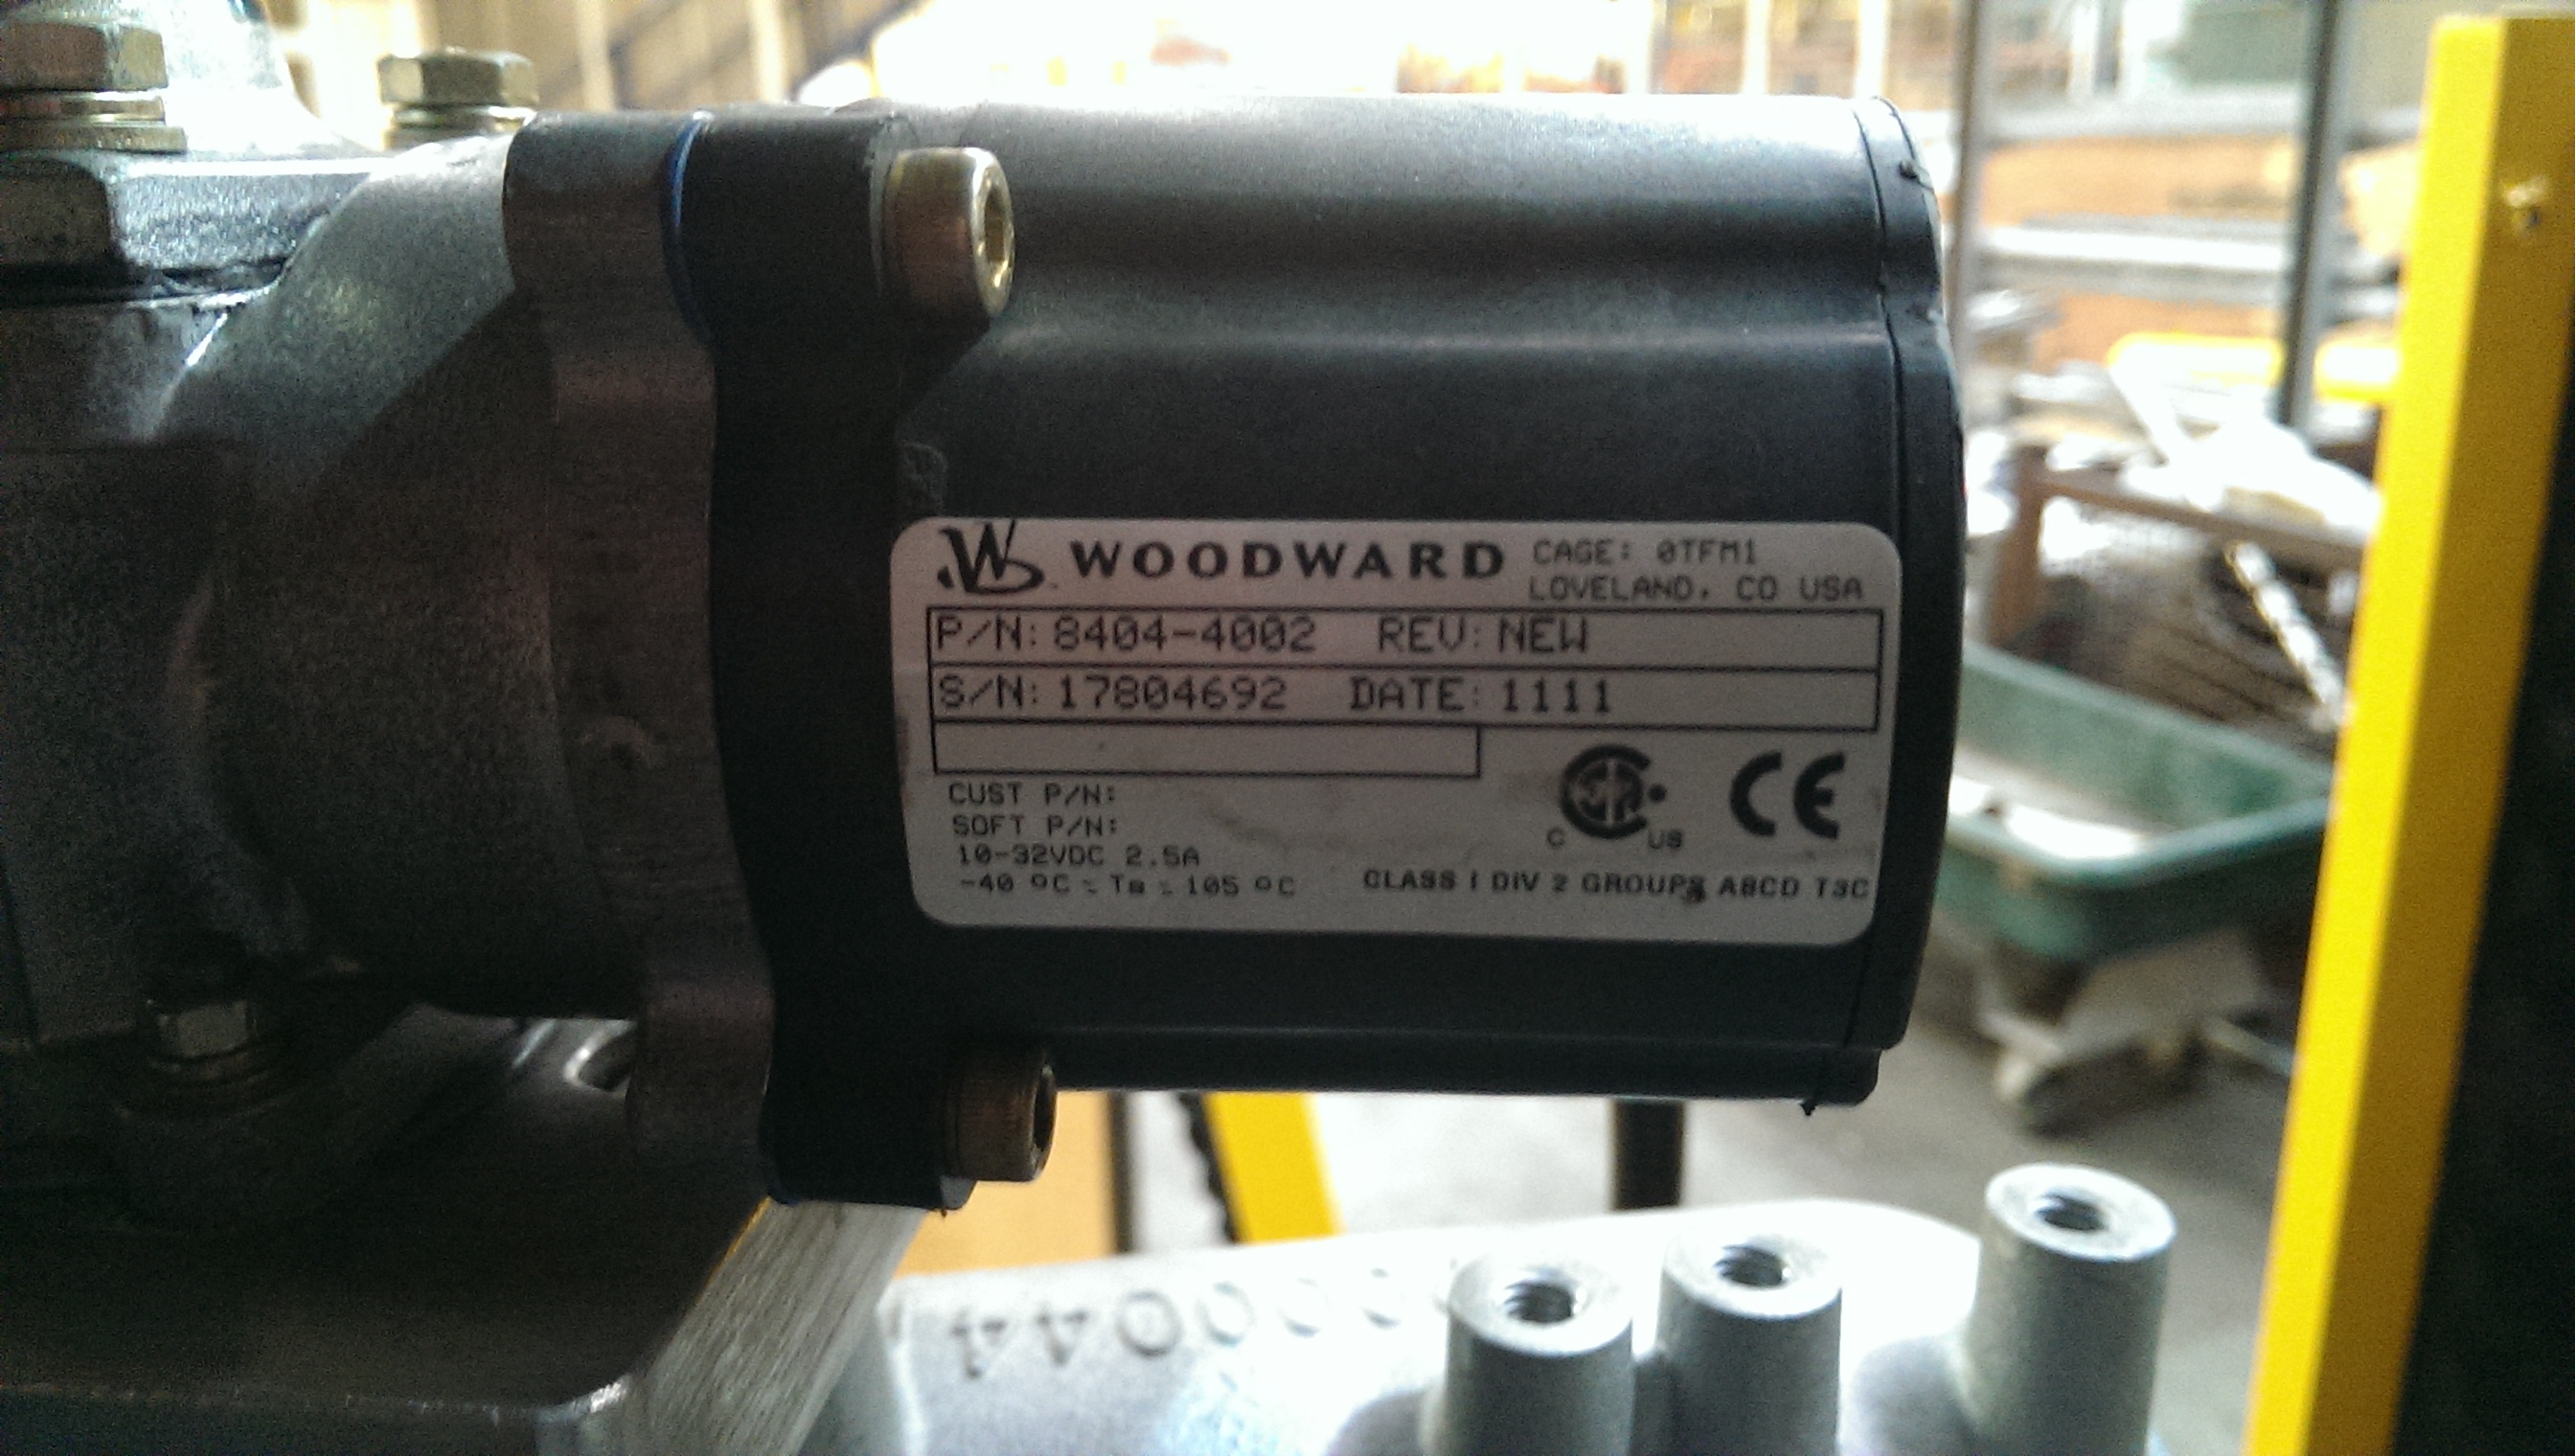 WOODWARD
CAGE: 0TFM1
LOVELAND, CO USA
P/N: 8404-4002 REV: NEW
S/N: 17804692 DATE: 1111
CUST P/N:
SOFT P/N:
10-32VDC 2.5A
-40 °C ≤ Ta ≤ 105 °C
C US
CE
CLASS I DIV 2 GROUPS ABCD T3C